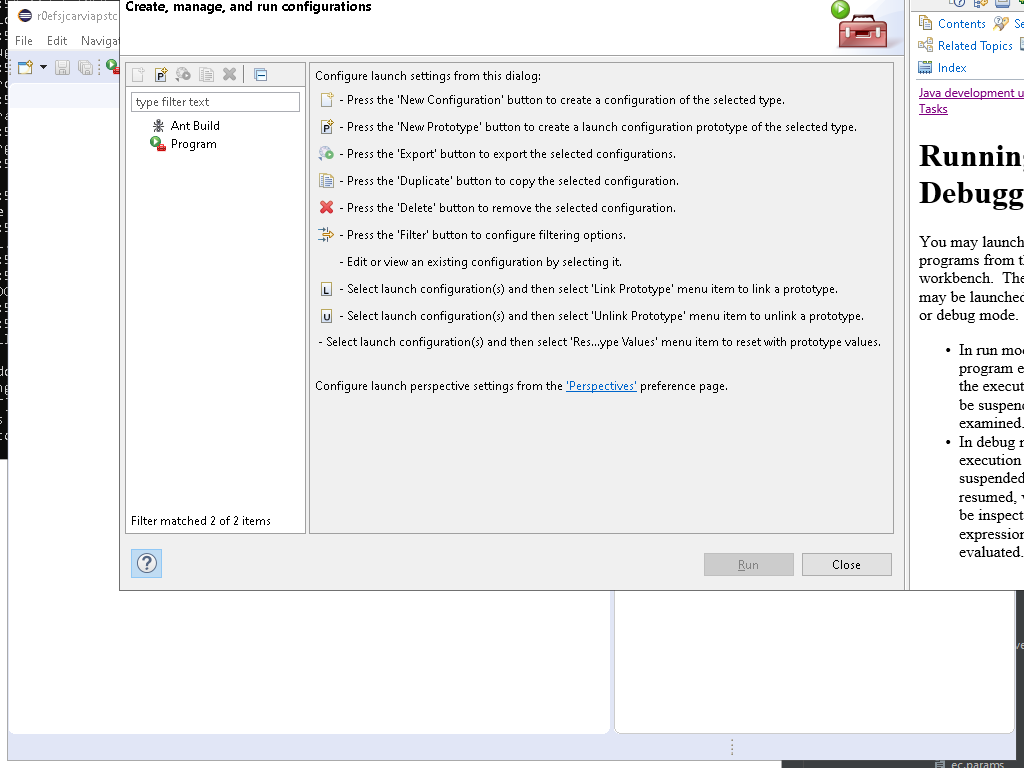 Create, manage, and run configurations
r0efsjcarviapstc
File Edit Naviga
type filter text
Ant Build
Program
Filter matched 2 of 2 items
Configure launch settings from this dialog:
- Press the 'New Configuration' button to create a configuration of the selected type.
- Press the 'New Prototype' button to create a launch configuration prototype of the selected type.
- Press the 'Export' button to export the selected configurations.
- Press the 'Duplicate' button to copy the selected configuration.
- Press the 'Delete' button to remove the selected configuration.
- Press the 'Filter' button to configure filtering options.
- Edit or view an existing configuration by selecting it.
L - Select launch configuration(s) and then select 'Link Prototype' menu item to link a prototype.
U - Select launch configuration(s) and then select 'Unlink Prototype' menu item to unlink a prototype.
- Select launch configuration(s) and then select 'Res...ype Values' menu item to reset with prototype values.
Configure launch perspective settings from the 'Perspectives' preference page.
? Run Close
Contents Se
Related Topics
Index
Java development u
Tasks
Running
Debugg
You may launch
programs from th
workbench. The
may be launched
or debug mode.
• In run mod
program e
the execut
be suspend
examined.
• In debug m
execution
suspended
resumed, v
be inspect
expression
evaluated.
ec.params